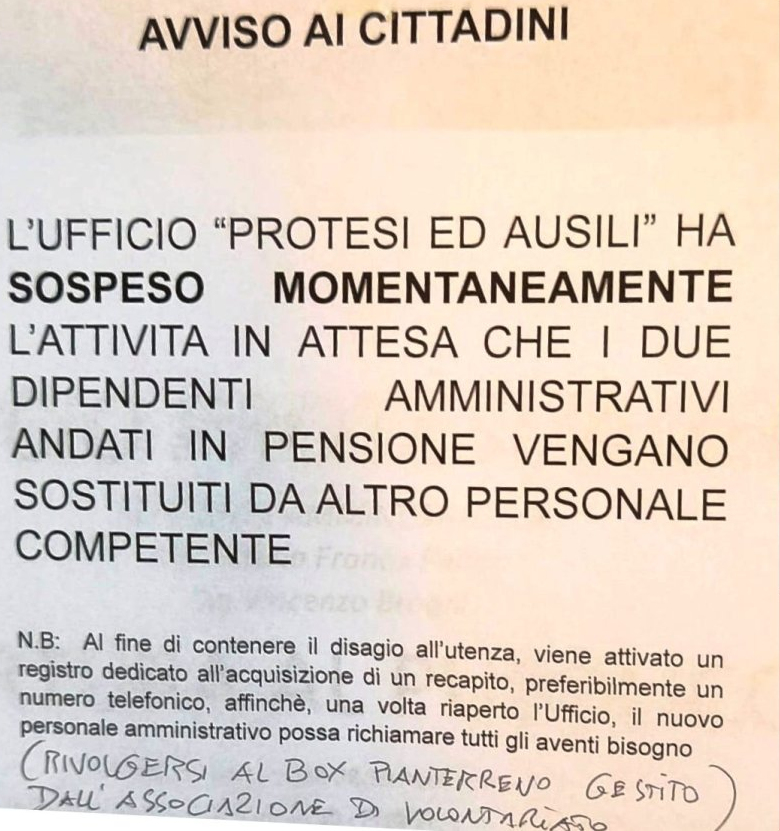 AVVISO AI CITTADINI
L'UFFICIO “PROTESI ED AUSILI” HA
SOSPESO MOMENTANEAMENTE
L'ATTIVITA IN ATTESA CHE I DUE
DIPENDENTI AMMINISTRATIVI
ANDATI IN PENSIONE VENGANO
SOSTITUITI DA ALTRO PERSONALE
COMPETENTE
N.B: Al fine di contenere il disagio all'utenza, viene attivato un
registro dedicato all'acquisizione di un recapito, preferibilmente un
numero telefonico, affinchè, una volta riaperto l'Ufficio, il nuovo
personale amministrativo possa richiamare tutti gli aventi bisogno
(RIVOLGERSI AL BOX PIANTERRENO GESTITO
DALL'ASSOCIAZIONE DI VOLONTARIATO)